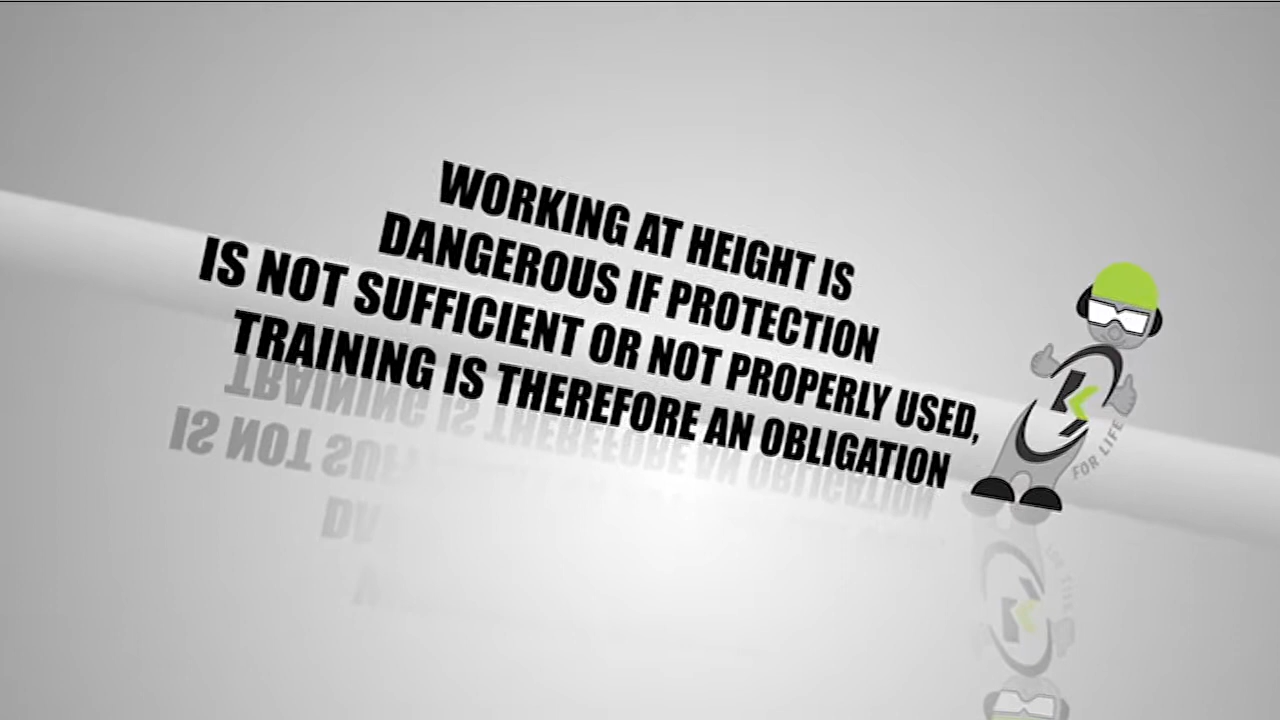 WORKING AT HEIGHT IS
DANGEROUS IF PROTECTION
IS NOT SUFFICIENT OR NOT PROPERLY USED,
TRAINING IS THEREFORE AN OBLIGATION
K
FOR LIFE